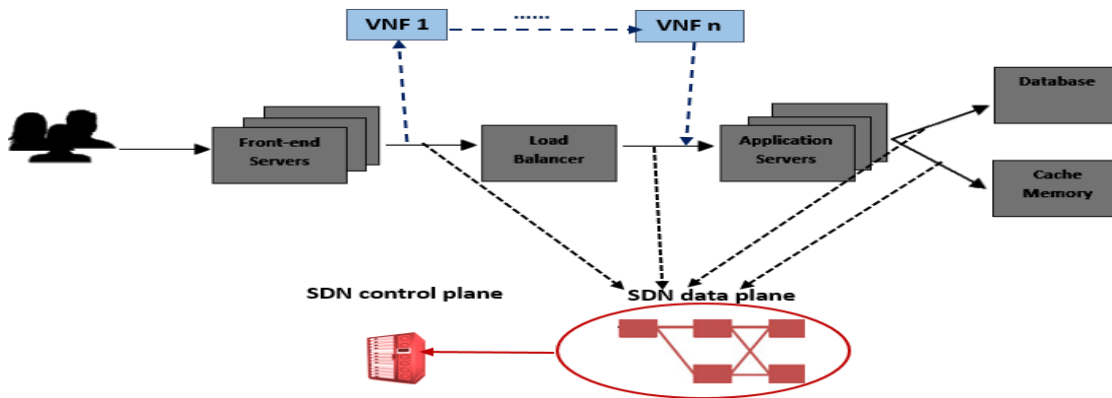 ......
VNF 1
VNF n
Database
Front-end
Servers
Load
Balancer
Application
Servers
Cache
Memory
SDN control plane
SDN data plane